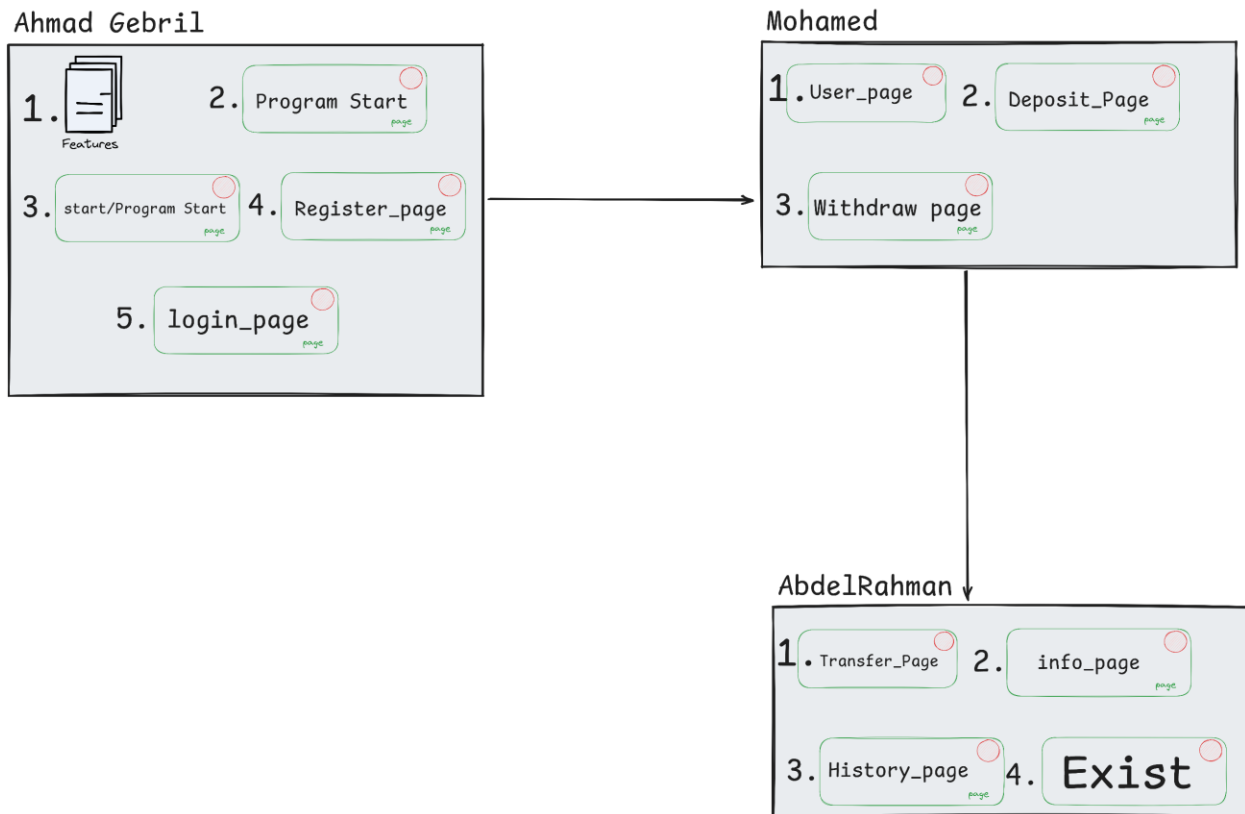 Ahmad Gebril
1.
Features
2. Program Start
page
3. start/Program Start
page
4. Register_page
page
5. login_page
page
Mohamed
1. User_page
2. Deposit_Page
page
3. Withdraw page
page
AbdelRahman
1. Transfer_Page
2. info_page
page
3. History_page
page
4. Exist